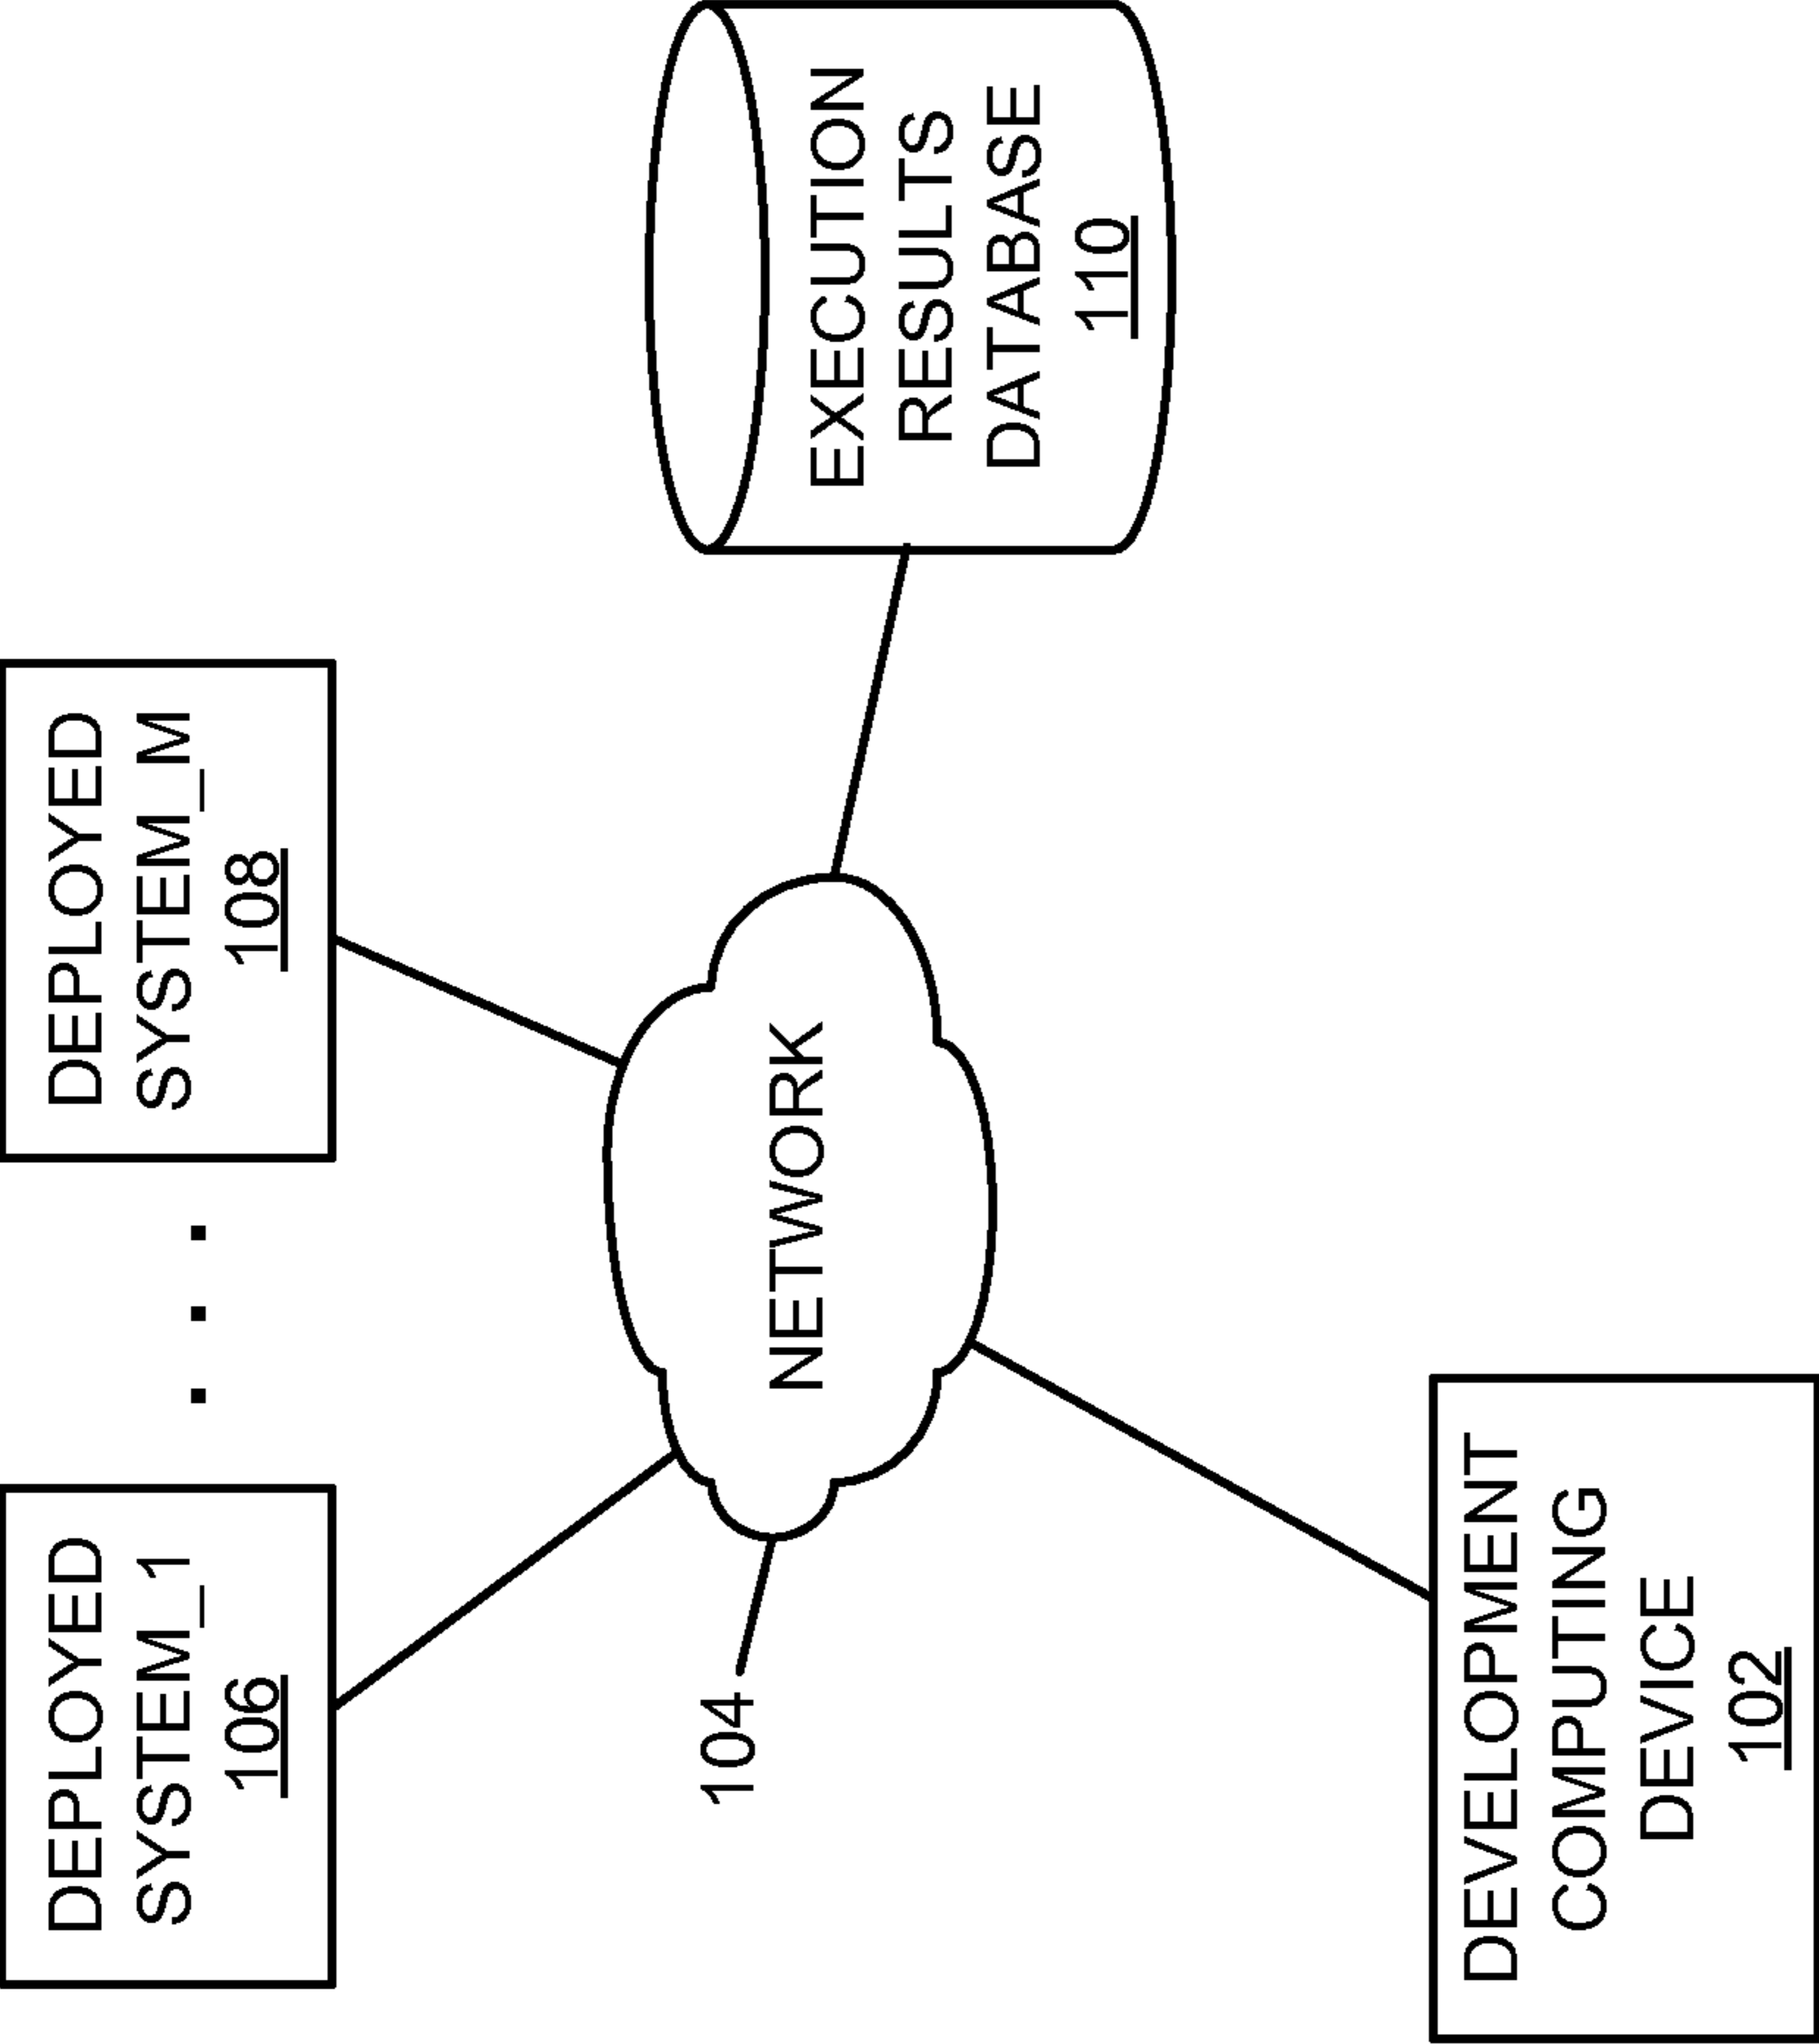 DEPLOYED
SYSTEM_1
106
DEPLOYED
SYSTEM_M
108
. . .
104
NETWORK
EXECUTION
RESULTS
DATABASE
110
DEVELOPMENT
COMPUTING
DEVICE
102